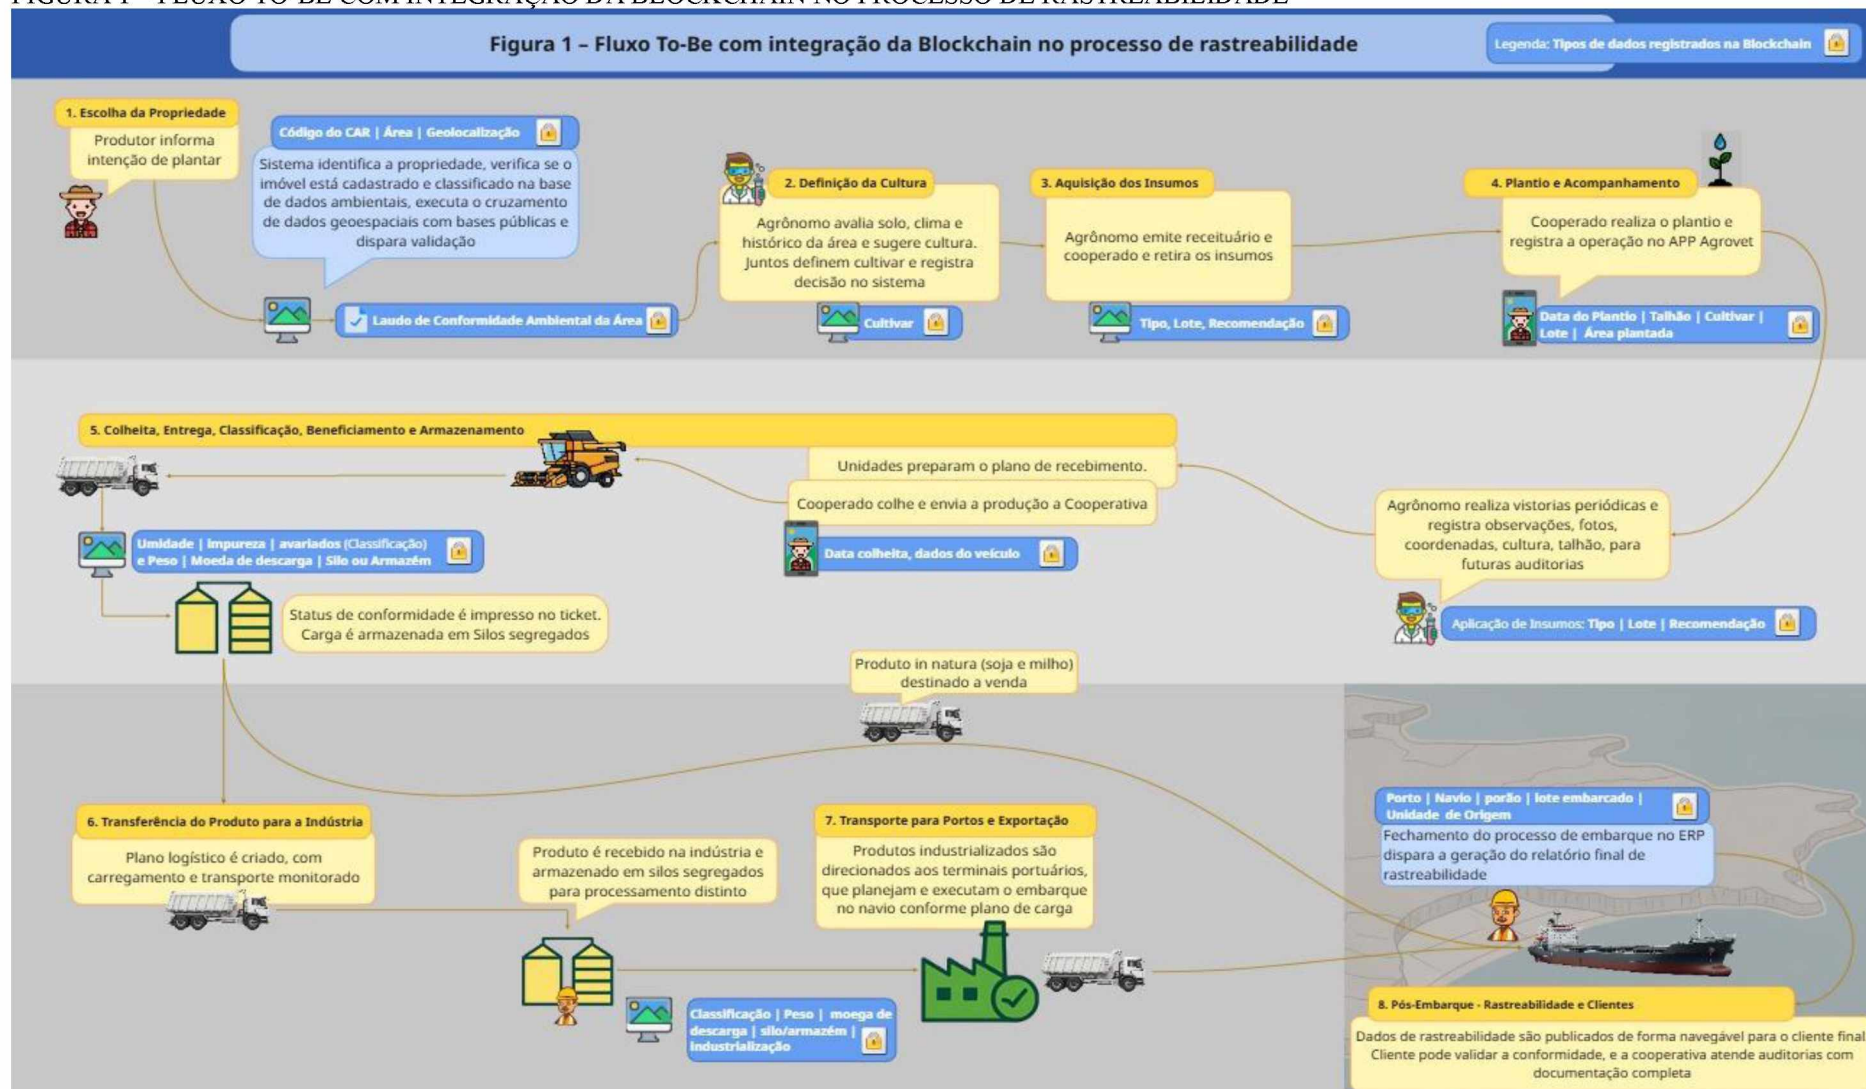 FIGURA 1 – FLUXO TO-BE COM INTEGRAÇÃO DA BLOCKCHAIN NO PROCESSO DE RASTREABILIDADE
Figura 1 – Fluxo To-Be com integração da Blockchain no processo de rastreabilidade
Legenda: Tipos de dados registrados na Blockchain
1. Escolha da Propriedade
Produtor informa
intenção de plantar
Código do CAR | Área | Geolocalização
Sistema identifica a propriedade, verifica se o
imóvel está cadastrado e classificado na base
de dados ambientais, executa o cruzamento
de dados geoespaciais com bases públicas e
dispara validação
Laudo de Conformidade Ambiental da Área
2. Definição da Cultura
Agrônomo avalia solo, clima e
histórico da área e sugere cultura.
Juntos definem cultivar e registra
decisão no sistema
Cultivar
3. Aquisição dos Insumos
Agrônomo emite receituário e
cooperado e retira os insumos
Tipo, Lote, Recomendação
4. Plantio e Acompanhamento
Cooperado realiza o plantio e
registra a operação no APP Agrovet
Data do Plantio | Talhão | Cultivar |
Lote | Área plantada
5. Colheita, Entrega, Classificação, Beneficiamento e Armazenamento
Unidades preparam o plano de recebimento.
Cooperado colhe e envia a produção a Cooperativa
Data colheita, dados do veículo
Agrônomo realiza vistorias periódicas e
registra observações, fotos,
coordenadas, cultura, talhão, para
futuras auditorias
Aplicação de Insumos: Tipo | Lote | Recomendação
Umidade | Impureza | avariados (Classificação)
e Peso | Moeda de descarga | Silo ou Armazém
Status de conformidade é impresso no ticket.
Carga é armazenada em Silos segregados
Produto in natura (soja e milho)
destinado a venda
6. Transferência do Produto para a Indústria
Plano logístico é criado, com
carregamento e transporte monitorado
Produto é recebido na indústria e
armazenado em silos segregados
para processamento distinto
Classificação | Peso | moega de
descarga | silo/armazém |
Industrialização
7. Transporte para Portos e Exportação
Produtos industrializados são
direcionados aos terminais portuários,
que planejam e executam o embarque
no navio conforme plano de carga
Porto | Navio | porão | lote embarcado |
Unidade de Origem
Fechamento do processo de embarque no ERP
dispara a geração do relatório final de
rastreabilidade
8. Pós-Embarque - Rastreabilidade e Clientes
Dados de rastreabilidade são publicados de forma navegável para o cliente final
Cliente pode validar a conformidade, e a cooperativa atende auditorias com
documentação completa